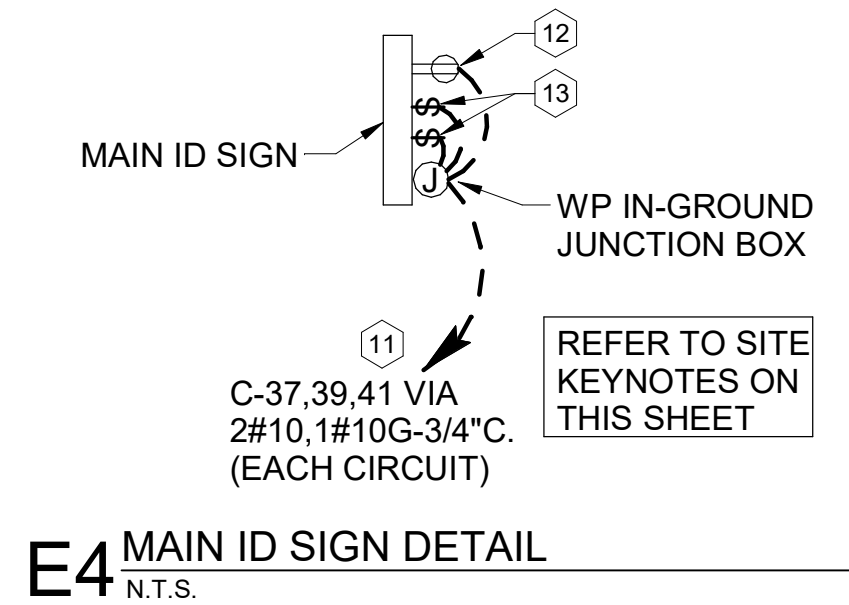 12
13
MAIN ID SIGN
$
$
J
WP IN-GROUND
JUNCTION BOX
11
C-37,39,41 VIA
2#10,1#10G-3/4"C.
(EACH CIRCUIT)
REFER TO SITE
KEYNOTES ON
THIS SHEET
E4 MAIN ID SIGN DETAIL
N.T.S.